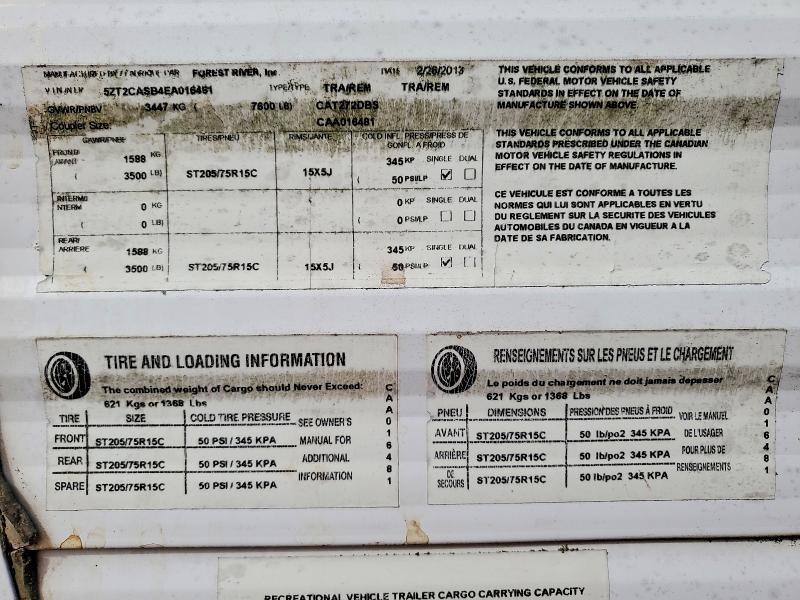 MANUFACTURED BY / FABRIQUE PAR FOREST RIVER, Inc. DATE 2/26/2013
V I N / N I V 5ZT2CASB4EA016481 TYPE/TYPE TRA/REM TRA/REM
GVWR/PNBV 3447 KG ( 7600 LB) CAT272DBS
Coupler Size: CAA016481
GAWR/PNBE TIRES/PNEU RIMS/JANTE COLD INFL. PRESS/PRESS DE
GONFL A FROID
FRONT/
AVANT 1588 KG ST205/75R15C 15X5J 345 KP SINGLE DUAL
( 3500 LB) ( 50 PSI/LP
INTERM/
INTERM 0 KG 0 KP SINGLE DUAL
( 0 LB) ( 0 PSI/LP
REAR/
ARRIERE 1588 KG ST205/75R15C 15X5J 345 KP SINGLE DUAL
( 3500 LB) ( 50 PSI/LP
THIS VEHICLE CONFORMS TO ALL APPLICABLE
U.S. FEDERAL MOTOR VEHICLE SAFETY
STANDARDS IN EFFECT ON THE DATE OF
MANUFACTURE SHOWN ABOVE.
THIS VEHICLE CONFORMS TO ALL APPLICABLE
STANDARDS PRESCRIBED UNDER THE CANADIAN
MOTOR VEHICLE SAFETY REGULATIONS IN
EFFECT ON THE DATE OF MANUFACTURE.
CE VEHICULE EST CONFORME A TOUTES LES
NORMES QUI LUI SONT APPLICABLES EN VERTU
DU REGLEMENT SUR LA SECURITE DES VEHICULES
AUTOMOBILES DU CANADA EN VIGUEUR A LA
DATE DE SA FABRICATION.
TIRE AND LOADING INFORMATION
The combined weight of Cargo should Never Exceed:
621 Kgs or 1368 Lbs
TIRE SIZE COLD TIRE PRESSURE SEE OWNER'S
FRONT ST205/75R15C 50 PSI / 345 KPA MANUAL FOR
REAR ST205/75R15C 50 PSI / 345 KPA ADDITIONAL
SPARE ST205/75R15C 50 PSI / 345 KPA INFORMATION
CAA016481
RENSEIGNEMENTS SUR LES PNEUS ET LE CHARGEMENT
Le poids du chargement ne doit jamais depasser
621 Kgs or 1368 Lbs
PNEU DIMENSIONS PRESSION DES PNEUS À FROID VOIR LE MANUEL
AVANT ST205/75R15C 50 lb/po2 345 KPA DE L'USAGER
ARRIÈRE ST205/75R15C 50 lb/po2 345 KPA POUR PLUS DE
DE
SECOURS ST205/75R15C 50 lb/po2 345 KPA RENSEIGNEMENTS
CAA016481
RECREATIONAL VEHICLE TRAILER CARGO CARRYING CAPACITY